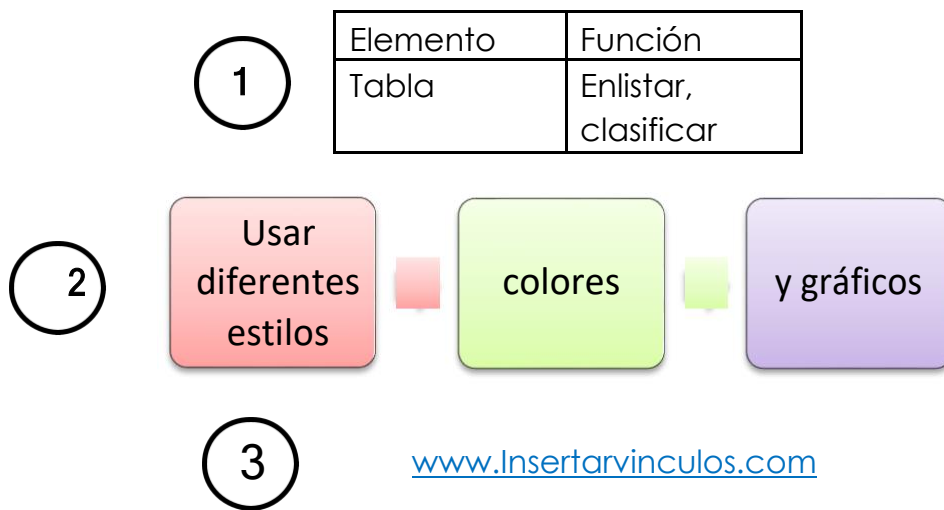 1
Elemento Función
Tabla Enlistar,
clasificar
2
Usar
diferentes
estilos
colores
y gráficos
3
www.Insertarvinculos.com